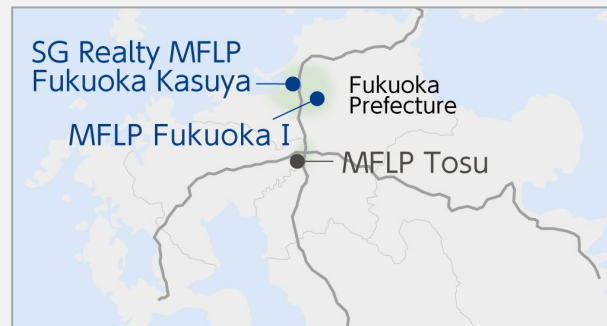 SG Realty MFLP
Fukuoka Kasuya
Fukuoka
Prefecture
MFLP Fukuoka I
MFLP Tosu